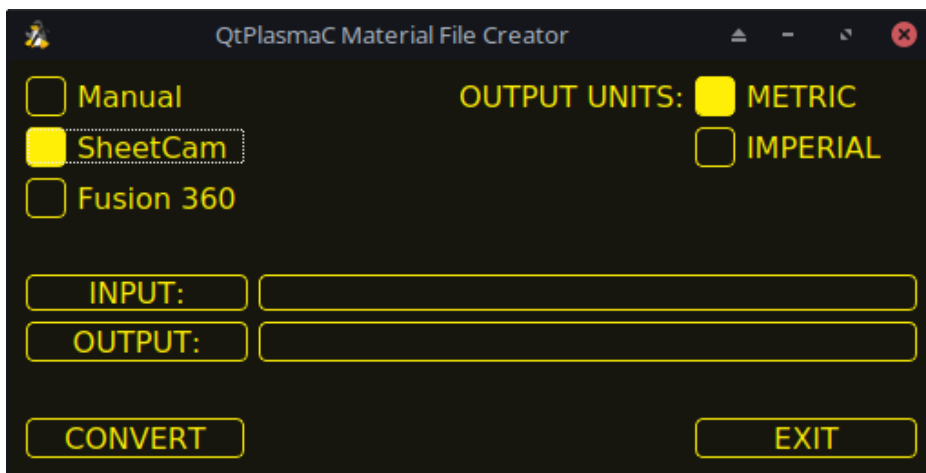 QtPlasmaC Material File Creator
Manual OUTPUT UNITS: METRIC
SheetCam IMPERIAL
Fusion 360
INPUT:
OUTPUT:
CONVERT EXIT